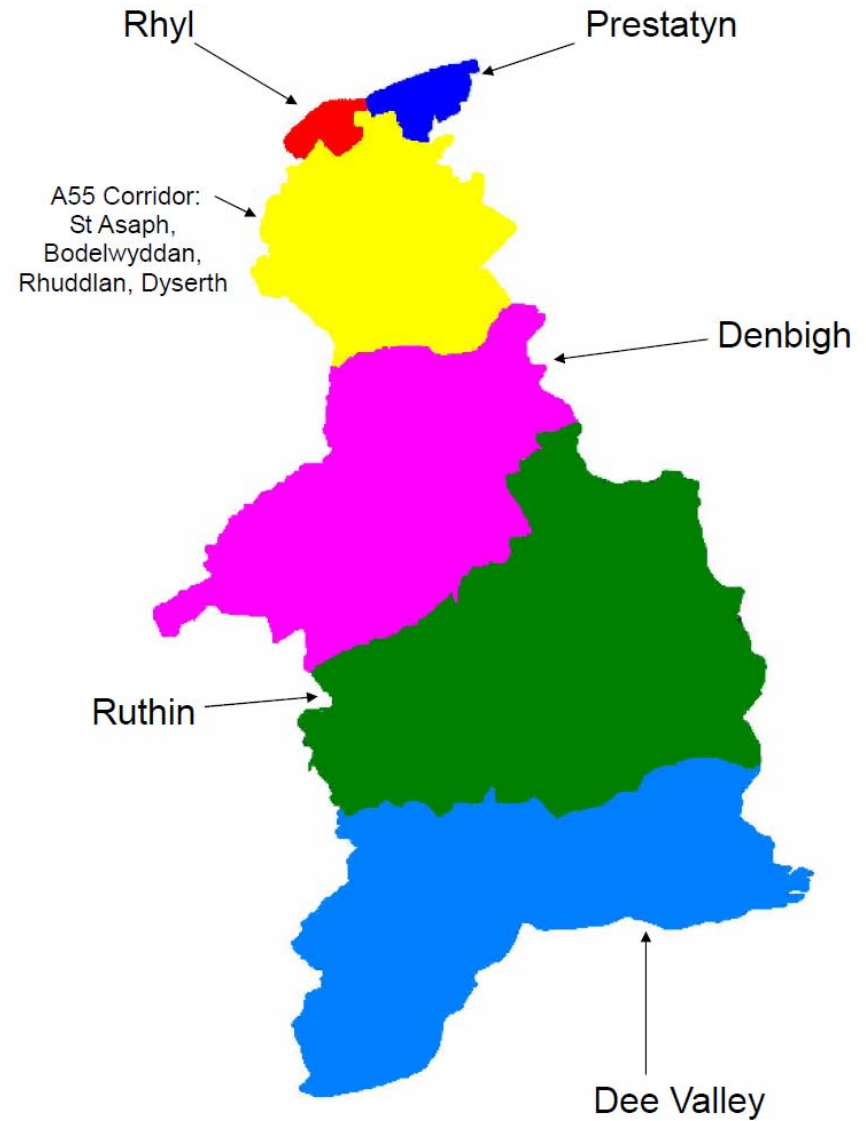 Rhyl
Prestatyn
A55 Corridor:
St Asaph,
Bodelwyddan,
Rhuddlan, Dyserth
Denbigh
Ruthin
Dee Valley